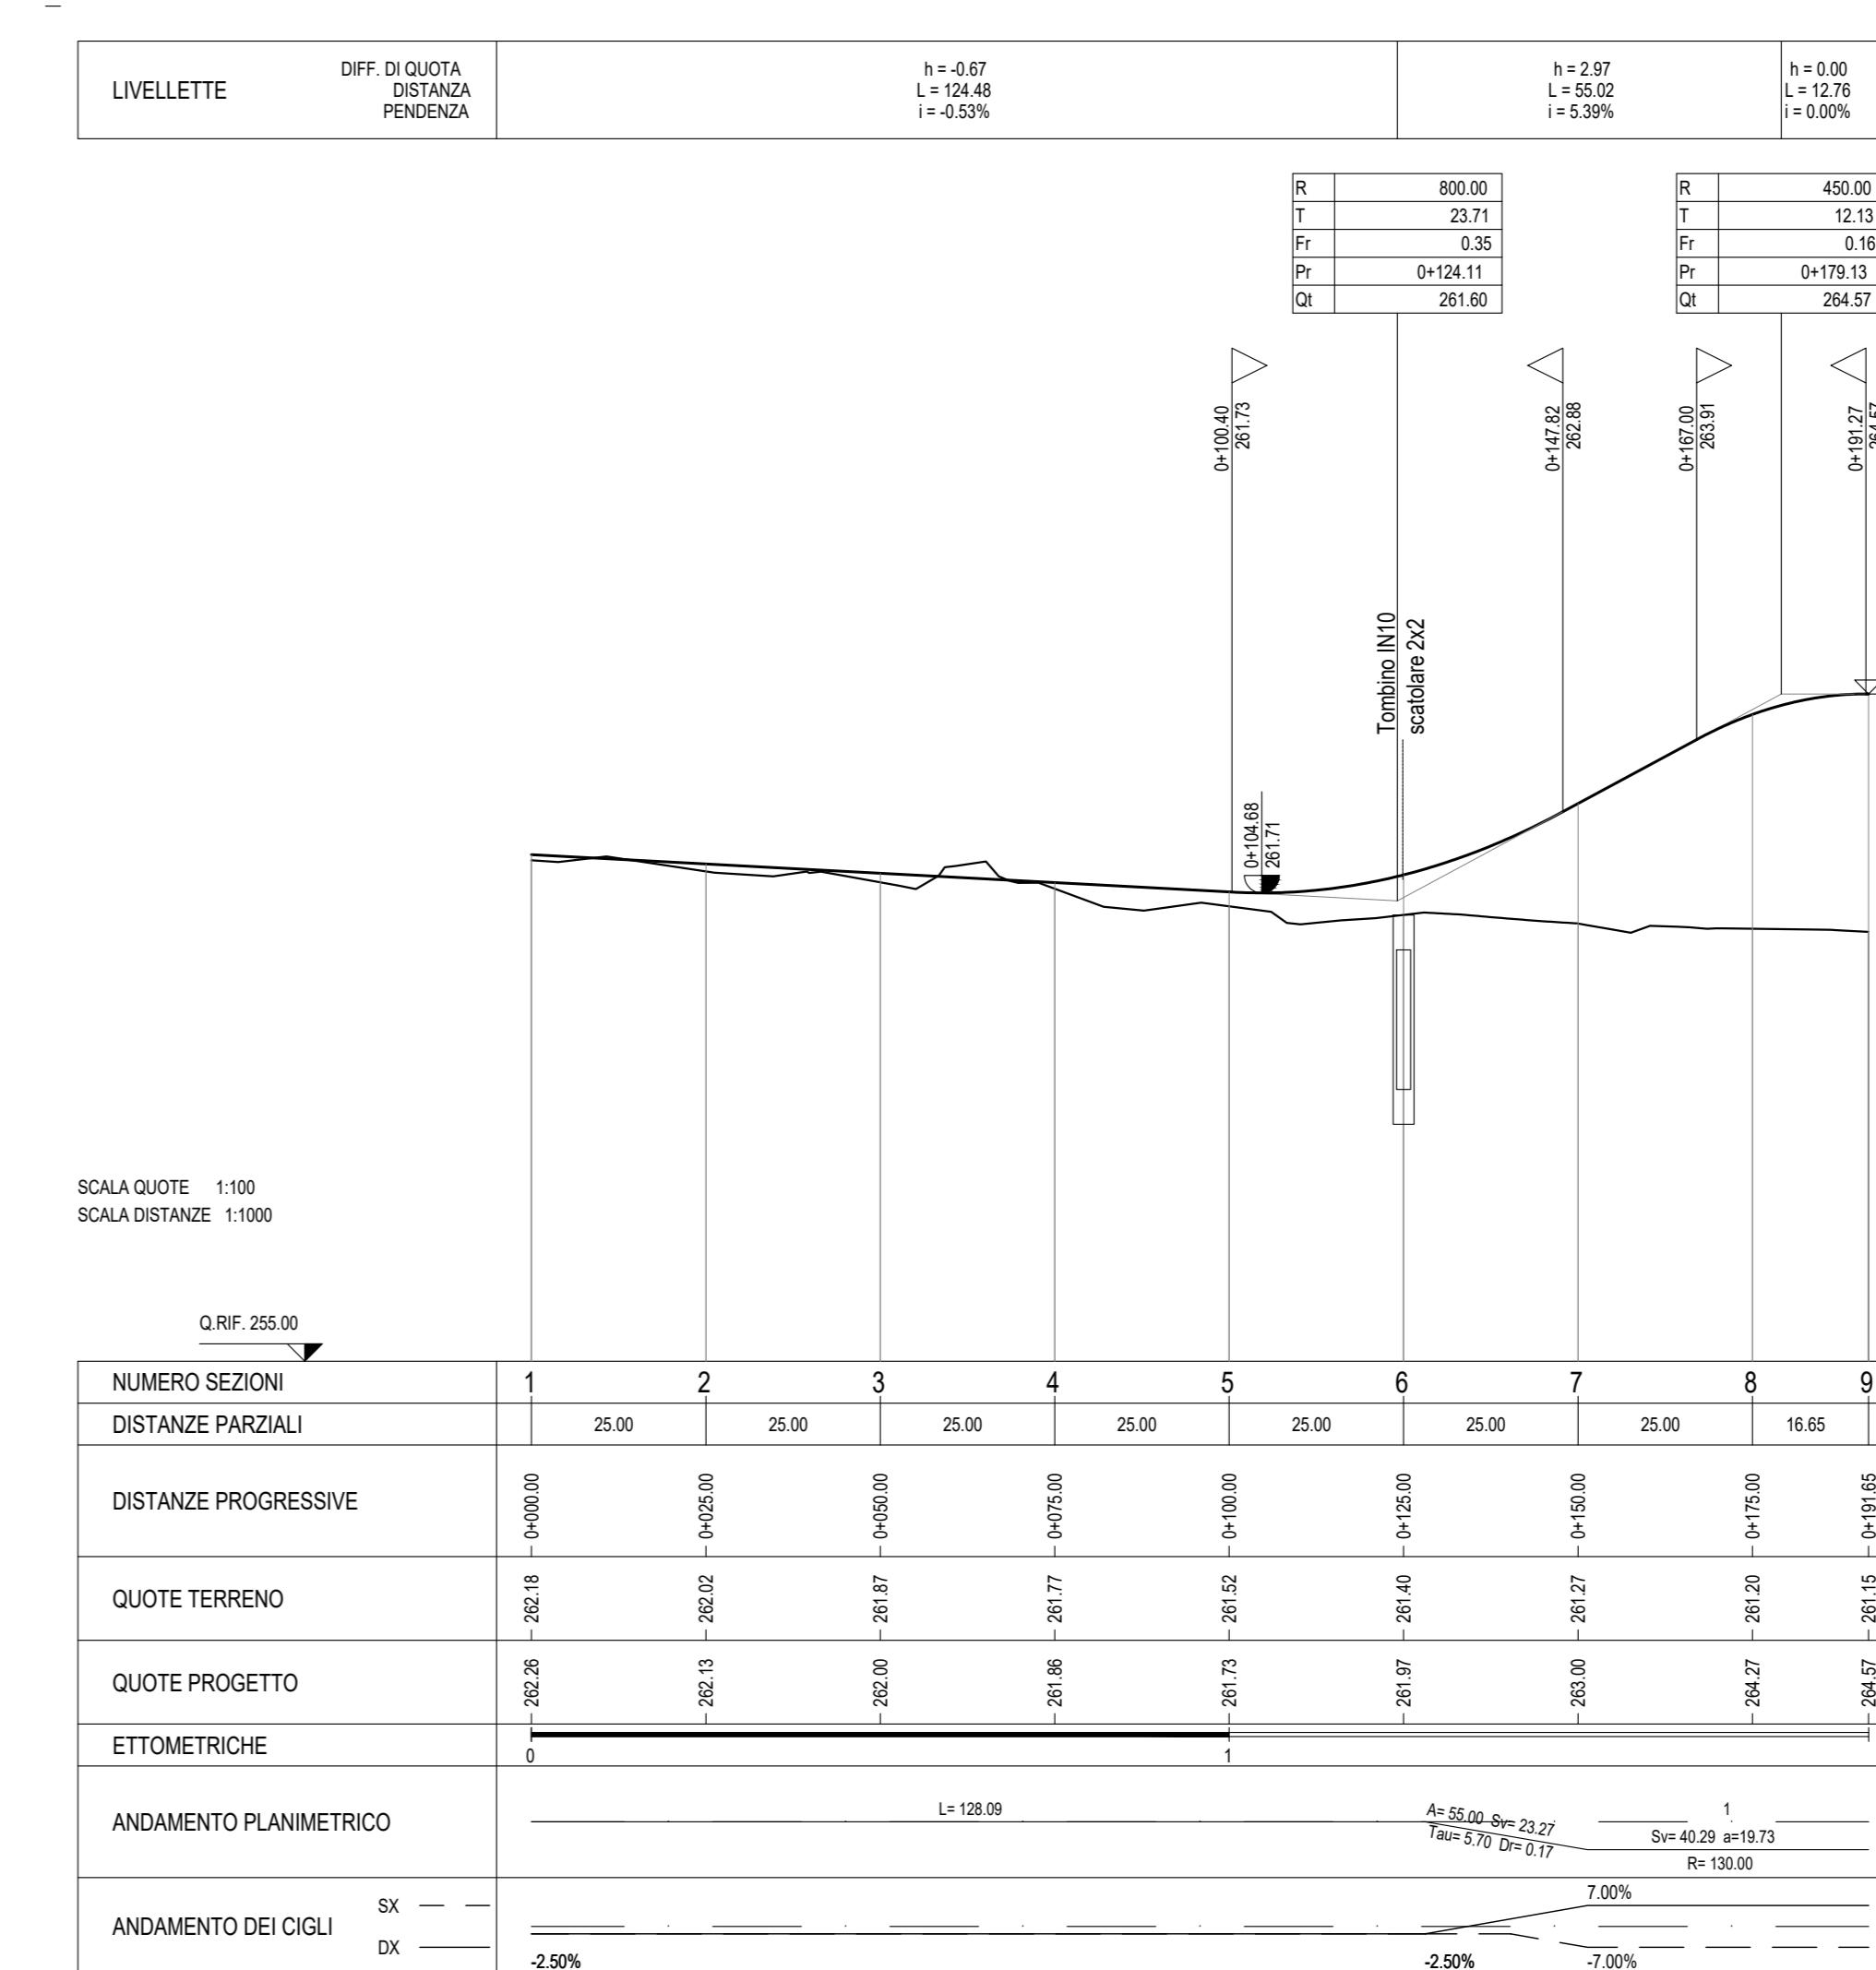 LIVELLETTE
DIFF. DI QUOTA
DISTANZA
PENDENZA
h = -0.67
L = 124.48
i = -0.53%
h = 2.97
L = 55.02
i = 5.39%
h = 0.00
L = 12.76
i = 0.00%
R 800.00
T 23.71
Fr 0.35
Pr 0+124.11
Qt 261.60
R 450.00
T 12.13
Fr 0.16
Pr 0+179.13
Qt 264.57
0+100.40
261.73
0+147.82
262.88
0+167.00
263.91
0+191.27
264.57
Tombino IN10
scatolare 2x2
0+104.68
261.71
SCALA QUOTE 1:100
SCALA DISTANZE 1:1000
Q.RIF. 255.00
NUMERO SEZIONI 1 2 3 4 5 6 7 8 9
DISTANZE PARZIALI 25.00 25.00 25.00 25.00 25.00 25.00 25.00 16.65
DISTANZE PROGRESSIVE 0+000.00 0+025.00 0+050.00 0+075.00 0+100.00 0+125.00 0+150.00 0+175.00 0+191.65
QUOTE TERRENO 262.18 262.02 261.87 261.77 261.52 261.40 261.27 261.20 261.15
QUOTE PROGETTO 262.26 262.13 262.00 261.86 261.73 261.97 263.00 264.27 264.57
ETTOMETRICHE 0 1
ANDAMENTO PLANIMETRICO
L= 128.09
A= 55.00 Sv= 23.27
Tau= 5.70 Dr= 0.17
1
Sv= 40.29 a=19.73
R= 130.00
ANDAMENTO DEI CIGLI
SX
DX
7.00%
-2.50% -2.50% -7.00%